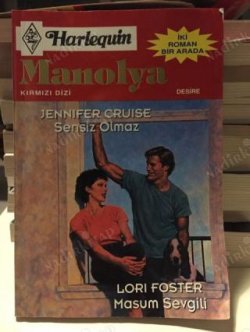 Harlequin
İKİ
ROMAN
BİR ARADA
Manolya
KIRMIZI DİZİ
DESIRE
JENNIFER CRUISE
Sensiz Olmaz
LORI FOSTER
Masum Sevgili